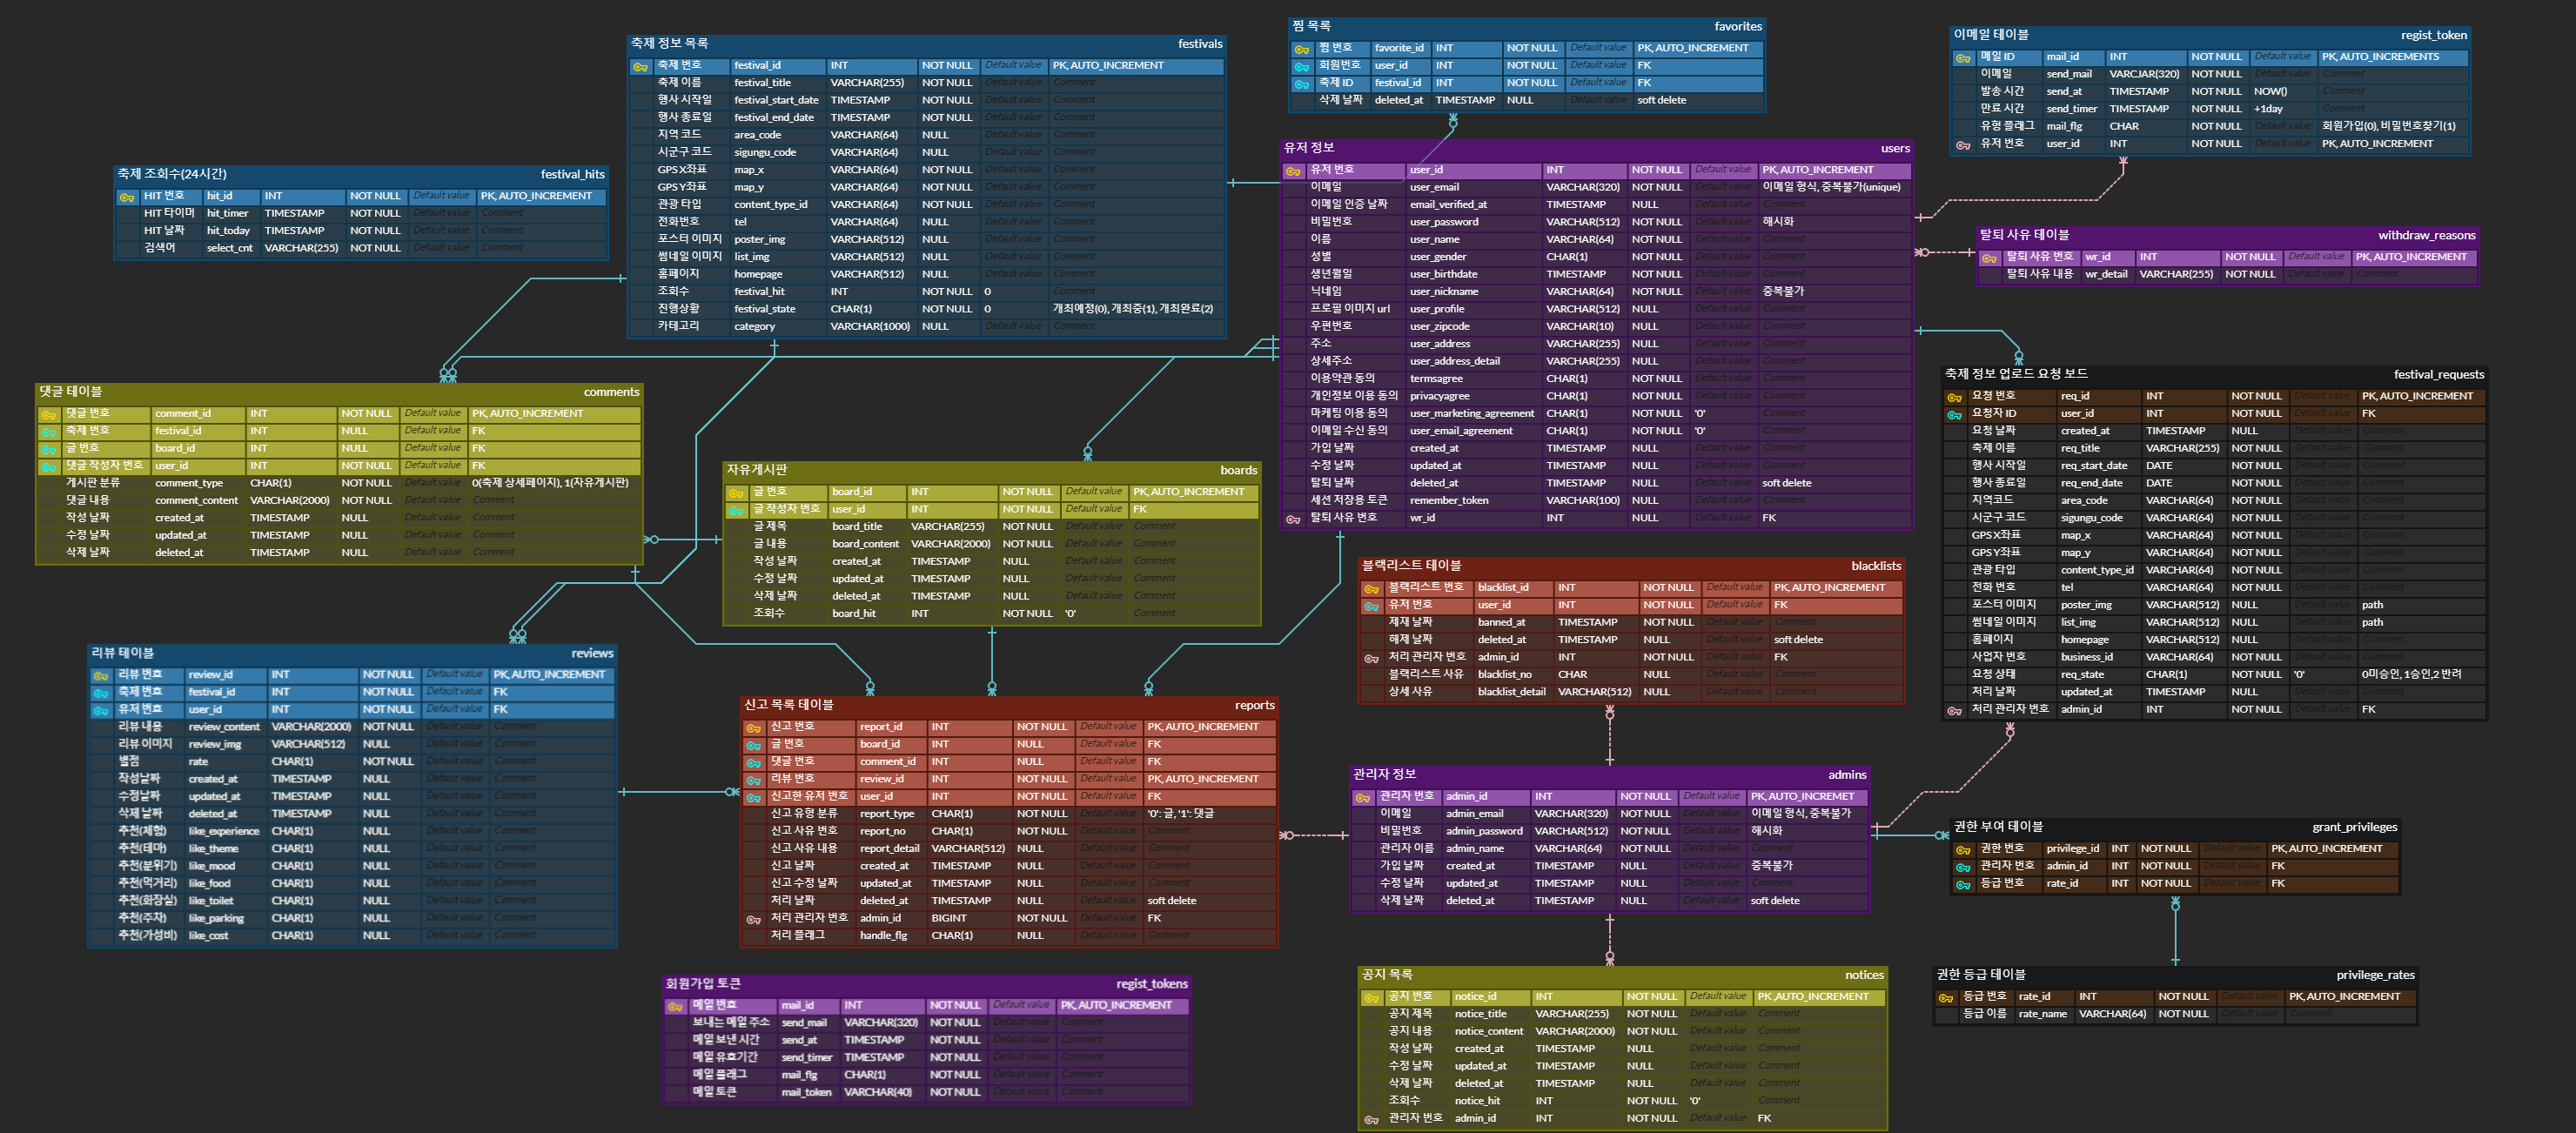 축제 정보 목록 festivals
축제 번호 festival_id INT NOT NULL Default value PK, AUTO_INCREMENT
축제 이름 festival_title VARCHAR(255) NOT NULL Default value Comment
행사 시작일 festival_start_date TIMESTAMP NOT NULL Default value Comment
행사 종료일 festival_end_date TIMESTAMP NOT NULL Default value Comment
지역 코드 area_code VARCHAR(64) NULL Default value Comment
시군구 코드 sigungu_code VARCHAR(64) NULL Default value Comment
GPS X좌표 map_x VARCHAR(64) NOT NULL Default value Comment
GPS Y좌표 map_y VARCHAR(64) NOT NULL Default value Comment
관광 타입 content_type_id VARCHAR(64) NOT NULL Default value Comment
전화번호 tel VARCHAR(64) NULL Default value Comment
포스터 이미지 poster_img VARCHAR(512) NULL Default value Comment
썸네일 이미지 list_img VARCHAR(512) NULL Default value Comment
홈페이지 homepage VARCHAR(512) NULL Default value Comment
조회수 festival_hit INT NOT NULL 0 Comment
진행상황 festival_state CHAR(1) NOT NULL 0 개최예정(0), 개최중(1), 개최완료(2)
카테고리 category VARCHAR(1000) NULL Default value Comment
찜 목록 favorites
찜 번호 favorite_id INT NOT NULL Default value PK, AUTO_INCREMENT
회원번호 user_id INT NOT NULL Default value FK
축제 ID festival_id INT NOT NULL Default value FK
삭제 날짜 deleted_at TIMESTAMP NULL Default value soft delete
이메일 테이블 regist_token
메일 ID mail_id INT NOT NULL Default value PK, AUTO_INCREMENTS
이메일 send_mail VARCJAR(320) NOT NULL Default value Comment
발송 시간 send_at TIMESTAMP NOT NULL NOW() Comment
만료 시간 send_timer TIMESTAMP NOT NULL +1day Comment
유형 플래그 mail_flg CHAR NOT NULL Default value 회원가입(0), 비밀번호찾기(1)
유저 번호 user_id INT NOT NULL Default value PK, AUTO_INCREMENT
축제 조회수(24시간) festival_hits
HIT 번호 hit_id INT NOT NULL Default value PK, AUTO_INCREMENT
HIT 타이머 hit_timer TIMESTAMP NOT NULL Default value Comment
HIT 날짜 hit_today TIMESTAMP NOT NULL Default value Comment
검색어 select_cnt VARCHAR(255) NOT NULL Default value Comment
유저 정보 users
유저 번호 user_id INT NOT NULL Default value PK, AUTO_INCREMENT
이메일 user_email VARCHAR(320) NOT NULL Default value 이메일 형식, 중복불가(unique)
이메일 인증 날짜 email_verified_at TIMESTAMP NULL Default value Comment
비밀번호 user_password VARCHAR(512) NOT NULL Default value 해시화
이름 user_name VARCHAR(64) NOT NULL Default value Comment
성별 user_gender CHAR(1) NOT NULL Default value Comment
생년월일 user_birthdate TIMESTAMP NOT NULL Default value Comment
닉네임 user_nickname VARCHAR(64) NOT NULL Default value 중복불가
프로필 이미지 url user_profile VARCHAR(512) NULL Default value Comment
우편번호 user_zipcode VARCHAR(10) NULL Default value Comment
주소 user_address VARCHAR(255) NULL Default value Comment
상세주소 user_address_detail VARCHAR(255) NULL Default value Comment
이용약관 동의 termsagree CHAR(1) NOT NULL Default value Comment
개인정보 이용 동의 privacyagree CHAR(1) NOT NULL Default value Comment
마케팅 이용 동의 user_marketing_agreement CHAR(1) NOT NULL '0' Comment
이메일 수신 동의 user_email_agreement CHAR(1) NOT NULL '0' Comment
가입 날짜 created_at TIMESTAMP NULL Default value Comment
수정 날짜 updated_at TIMESTAMP NULL Default value Comment
탈퇴 날짜 deleted_at TIMESTAMP NULL Default value soft delete
세션 저장용 토큰 remember_token VARCHAR(100) NULL Default value Comment
탈퇴 사유 번호 wr_id INT NULL Default value FK
탈퇴 사유 테이블 withdraw_reasons
탈퇴 사유 번호 wr_id INT NOT NULL Default value PK, AUTO_INCREMENT
탈퇴 사유 내용 wr_detail VARCHAR(255) NOT NULL Default value Comment
댓글 테이블 comments
댓글 번호 comment_id INT NOT NULL Default value PK, AUTO_INCREMENT
축제 번호 festival_id INT NULL Default value FK
글 번호 board_id INT NULL Default value FK
댓글 작성자 번호 user_id INT NOT NULL Default value FK
게시판 분류 comment_type CHAR(1) NOT NULL Default value 0(축제 상세페이지), 1(자유게시판)
댓글 내용 comment_content VARCHAR(2000) NOT NULL Default value Comment
작성 날짜 created_at TIMESTAMP NULL Default value Comment
수정 날짜 updated_at TIMESTAMP NULL Default value Comment
삭제 날짜 deleted_at TIMESTAMP NULL Default value Comment
자유게시판 boards
글 번호 board_id INT NOT NULL Default value PK, AUTO_INCREMENT
글 작성자 번호 user_id INT NOT NULL Default value FK
글 제목 board_title VARCHAR(255) NOT NULL Default value Comment
글 내용 board_content VARCHAR(2000) NOT NULL Default value Comment
작성 날짜 created_at TIMESTAMP NULL Default value Comment
수정 날짜 updated_at TIMESTAMP NULL Default value Comment
삭제 날짜 deleted_at TIMESTAMP NULL Default value Comment
조회수 board_hit INT NOT NULL '0' Comment
축제 정보 업로드 요청 보드 festival_requests
요청 번호 req_id INT NOT NULL Default value PK, AUTO_INCREMENT
요청자 ID user_id INT NOT NULL Default value FK
요청 날짜 created_at TIMESTAMP NULL Default value Comment
축제 이름 req_title VARCHAR(255) NOT NULL Default value Comment
행사 시작일 req_start_date DATE NOT NULL Default value Comment
행사 종료일 req_end_date DATE NOT NULL Default value Comment
지역코드 area_code VARCHAR(64) NOT NULL Default value Comment
시군구 코드 sigungu_code VARCHAR(64) NOT NULL Default value Comment
GPS X좌표 map_x VARCHAR(64) NOT NULL Default value Comment
GPS Y좌표 map_y VARCHAR(64) NOT NULL Default value Comment
관광 타입 content_type_id VARCHAR(64) NOT NULL Default value Comment
전화 번호 tel VARCHAR(64) NOT NULL Default value Comment
포스터 이미지 poster_img VARCHAR(512) NULL Default value path
썸네일 이미지 list_img VARCHAR(512) NULL Default value path
홈페이지 homepage VARCHAR(512) NULL Default value Comment
사업자 번호 business_id VARCHAR(64) NOT NULL Default value Comment
요청 상태 req_state CHAR(1) NOT NULL '0' 0미승인, 1승인,2 반려
처리 날짜 updated_at TIMESTAMP NULL Default value Comment
처리 관리자 번호 admin_id INT NOT NULL Default value FK
블랙리스트 테이블 blacklists
블랙리스트 번호 blacklist_id INT NOT NULL Default value PK, AUTO_INCREMENT
유저 번호 user_id INT NOT NULL Default value FK
제재 날짜 banned_at TIMESTAMP NOT NULL Default value Comment
해제 날짜 deleted_at TIMESTAMP NULL Default value soft delete
처리 관리자 번호 admin_id INT NOT NULL Default value FK
블랙리스트 사유 blacklist_no CHAR NULL Default value Comment
상세 사유 blacklist_detail VARCHAR(512) NULL Default value Comment
리뷰 테이블 reviews
리뷰 번호 review_id INT NOT NULL Default value PK, AUTO_INCREMENT
축제 번호 festival_id INT NOT NULL Default value FK
유저 번호 user_id INT NOT NULL Default value FK
리뷰 내용 review_content VARCHAR(2000) NOT NULL Default value Comment
리뷰 이미지 review_img VARCHAR(512) NULL Default value Comment
별점 rate CHAR(1) NOT NULL Default value Comment
작성날짜 created_at TIMESTAMP NULL Default value Comment
수정날짜 updated_at TIMESTAMP NULL Default value Comment
삭제 날짜 deleted_at TIMESTAMP NULL Default value Comment
추천(체험) like_experience CHAR(1) NULL Default value Comment
추천(테마) like_theme CHAR(1) NULL Default value Comment
추천(분위기) like_mood CHAR(1) NULL Default value Comment
추천(먹거리) like_food CHAR(1) NULL Default value Comment
추천(화장실) like_toilet CHAR(1) NULL Default value Comment
추천(주차) like_parking CHAR(1) NULL Default value Comment
추천(가성비) like_cost CHAR(1) NULL Default value Comment
신고 목록 테이블 reports
신고 번호 report_id INT NOT NULL Default value PK, AUTO_INCREMENT
글 번호 board_id INT NULL Default value FK
댓글 번호 comment_id INT NULL Default value FK
리뷰 번호 review_id INT NOT NULL Default value PK, AUTO_INCREMENT
신고한 유저 번호 user_id INT NOT NULL Default value FK
신고 유형 분류 report_type CHAR(1) NOT NULL Default value '0': 글, '1': 댓글
신고 사유 번호 report_no CHAR(1) NOT NULL Default value Comment
신고 사유 내용 report_detail VARCHAR(512) NULL Default value Comment
신고 날짜 created_at TIMESTAMP NULL Default value Comment
신고 수정 날짜 updated_at TIMESTAMP NULL Default value Comment
처리 날짜 deleted_at TIMESTAMP NULL Default value soft delete
처리 관리자 번호 admin_id BIGINT NOT NULL Default value FK
처리 플래그 handle_flg CHAR(1) NULL Default value Comment
관리자 정보 admins
관리자 번호 admin_id INT NOT NULL Default value PK, AUTO_INCREMET
이메일 admin_email VARCHAR(320) NOT NULL Default value 이메일 형식, 중복불가
비밀번호 admin_password VARCHAR(512) NOT NULL Default value 해시화
관리자 이름 admin_name VARCHAR(64) NOT NULL Default value Comment
가입 날짜 created_at TIMESTAMP NULL Default value 중복불가
수정 날짜 updated_at TIMESTAMP NULL Default value Comment
삭제 날짜 deleted_at TIMESTAMP NULL Default value soft delete
권한 부여 테이블 grant_privileges
권한 번호 privilege_id INT NOT NULL Default value PK, AUTO_INCREMENT
관리자 번호 admin_id INT NOT NULL Default value FK
등급 번호 rate_id INT NOT NULL Default value FK
회원가입 토큰 regist_tokens
메일 번호 mail_id INT NOT NULL Default value PK, AUTO_INCREMENT
보내는 메일 주소 send_mail VARCHAR(320) NOT NULL Default value Comment
메일 보낸 시간 send_at TIMESTAMP NOT NULL Default value Comment
메일 유효기간 send_timer TIMESTAMP NOT NULL Default value Comment
메일 플래그 mail_flg CHAR(1) NOT NULL Default value Comment
메일 토큰 mail_token VARCHAR(40) NOT NULL Default value Comment
공지 목록 notices
공지 번호 notice_id INT NOT NULL Default value PK ,AUTO_INCREMENT
공지 제목 notice_title VARCHAR(255) NOT NULL Default value Comment
공지 내용 notice_content VARCHAR(2000) NOT NULL Default value Comment
작성 날짜 created_at TIMESTAMP NULL Default value Comment
수정 날짜 updated_at TIMESTAMP NULL Default value Comment
삭제 날짜 deleted_at TIMESTAMP NULL Default value Comment
조회수 notice_hit INT NOT NULL '0' Comment
관리자 번호 admin_id INT NOT NULL Default value FK
권한 등급 테이블 privilege_rates
등급 번호 rate_id INT NOT NULL Default value PK, AUTO_INCREMENT
등급 이름 rate_name VARCHAR(64) NOT NULL Default value Comment